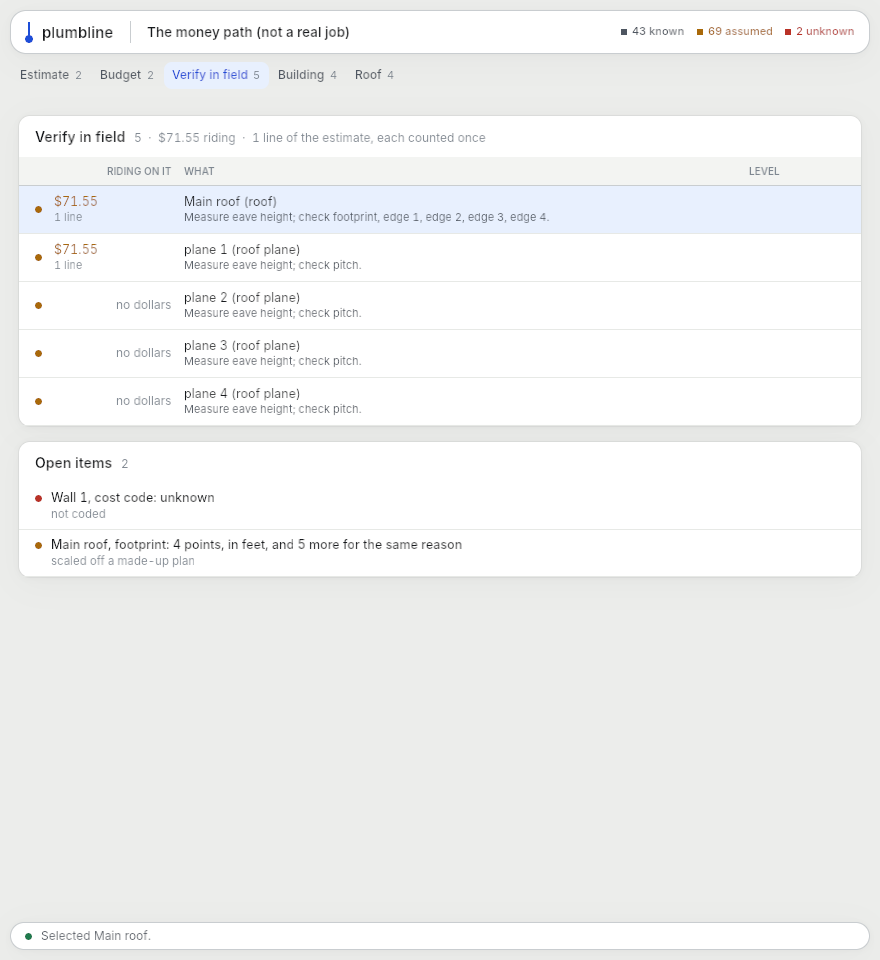 plumbline
The money path (not a real job)
43 known
69 assumed
2 unknown
Estimate 2
Budget 2
Verify in field 5
Building 4
Roof 4
Verify in field 5 · $71.55 riding · 1 line of the estimate, each counted once
RIDING ON IT
WHAT
LEVEL
$71.55
1 line
Main roof (roof)
Measure eave height; check footprint, edge 1, edge 2, edge 3, edge 4.
$71.55
1 line
plane 1 (roof plane)
Measure eave height; check pitch.
no dollars
plane 2 (roof plane)
Measure eave height; check pitch.
no dollars
plane 3 (roof plane)
Measure eave height; check pitch.
no dollars
plane 4 (roof plane)
Measure eave height; check pitch.
Open items 2
Wall 1, cost code: unknown
not coded
Main roof, footprint: 4 points, in feet, and 5 more for the same reason
scaled off a made-up plan
Selected Main roof.